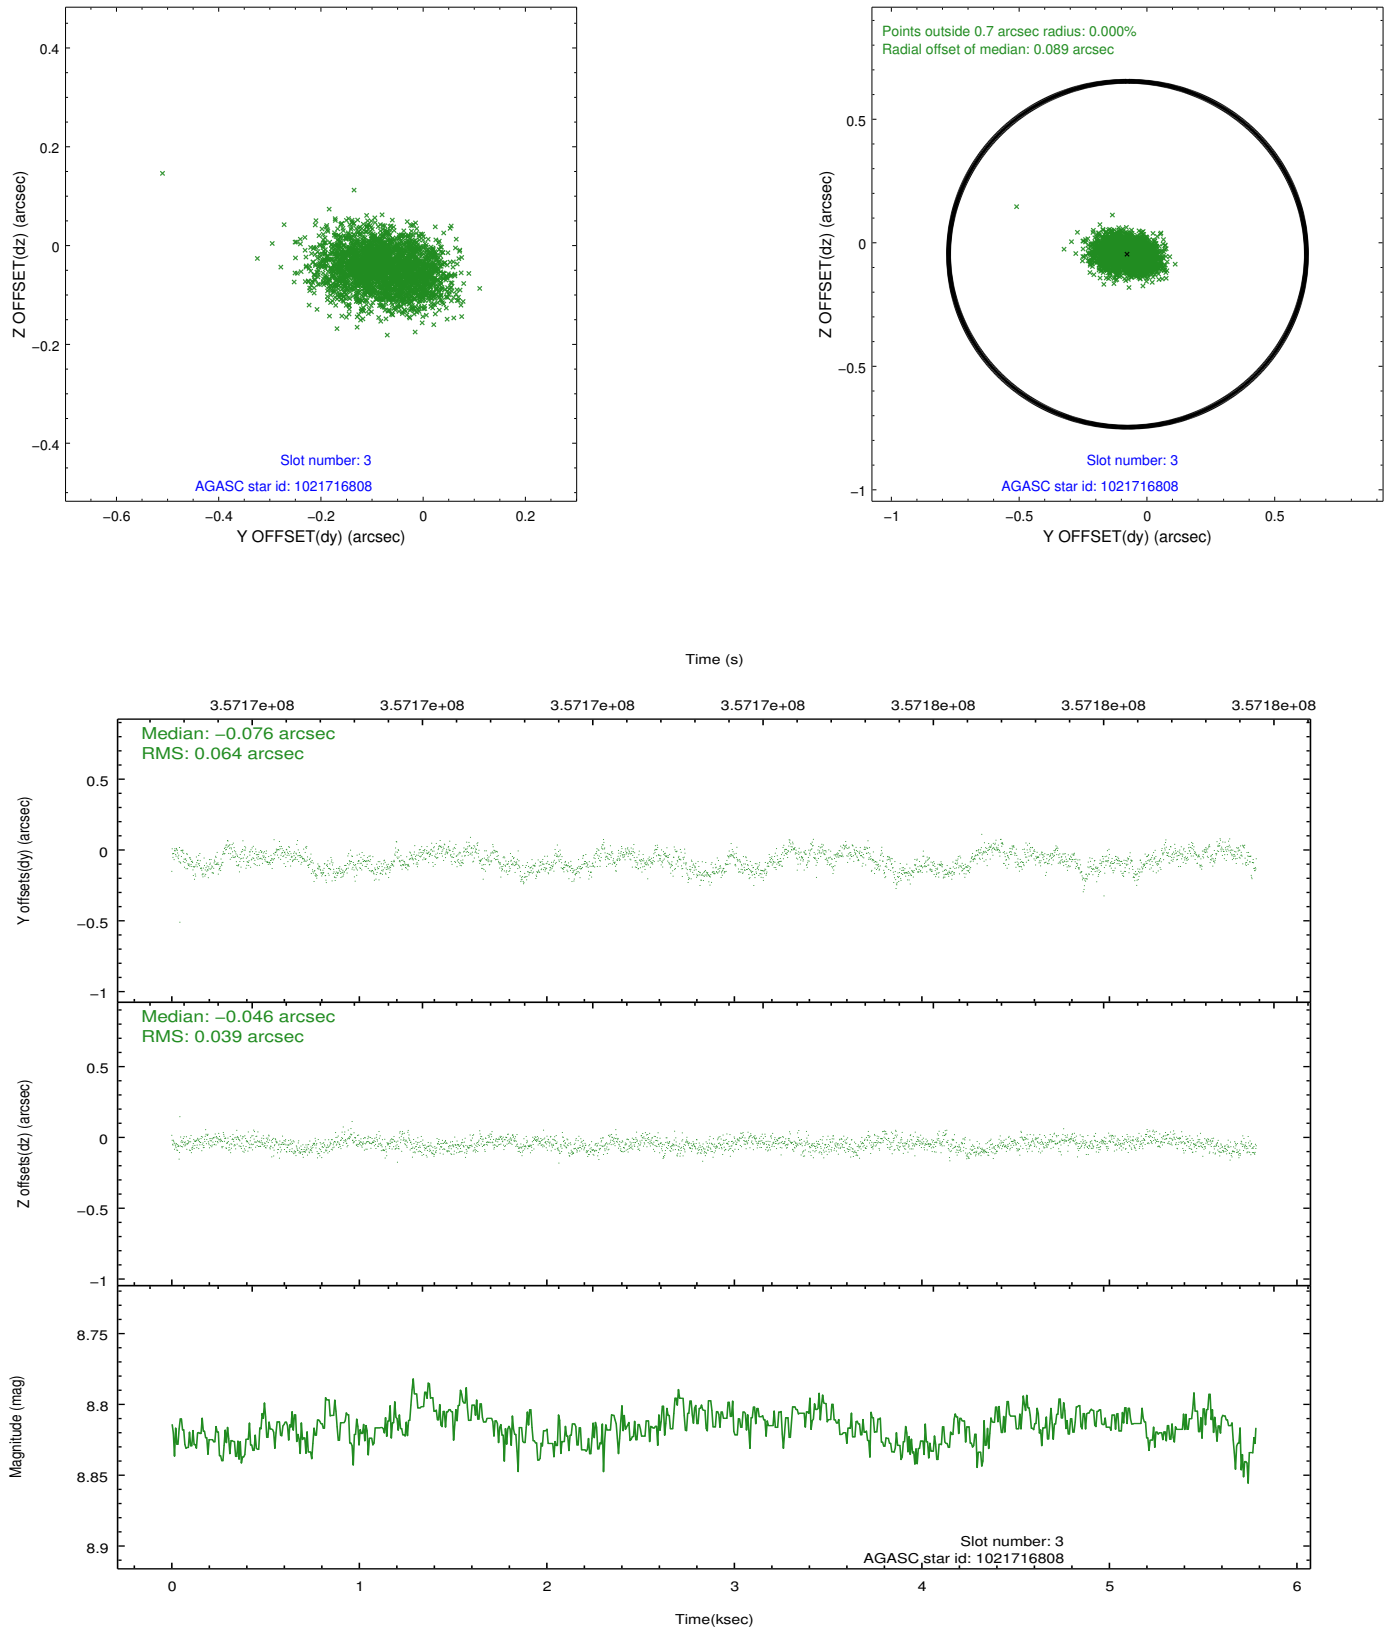 0.4
0.2
0
−0.2
−0.4
Z OFFSET(dz) (arcsec)
Slot number: 3
AGASC star id: 1021716808
−0.6 −0.4 −0.2 0 0.2
Y OFFSET(dy) (arcsec)
Points outside 0.7 arcsec radius: 0.000%
Radial offset of median: 0.089 arcsec
0.5
0
−0.5
−1
Z OFFSET(dz) (arcsec)
Slot number: 3
AGASC star id: 1021716808
−1 −0.5 0 0.5
Y OFFSET(dy) (arcsec)
Time (s)
3.5717e+08 3.5717e+08 3.5717e+08 3.5717e+08 3.5718e+08 3.5718e+08 3.5718e+08
Median: −0.076 arcsec
RMS: 0.064 arcsec
0.5
0
−0.5
−1
Y offsets(dy) (arcsec)
Median: −0.046 arcsec
RMS: 0.039 arcsec
0.5
0
−0.5
−1
Z offsets(dz) (arcsec)
8.75
8.8
8.85
8.9
Magnitude (mag)
Slot number: 3
AGASC star id: 1021716808
0 1 2 3 4 5 6
Time(ksec)